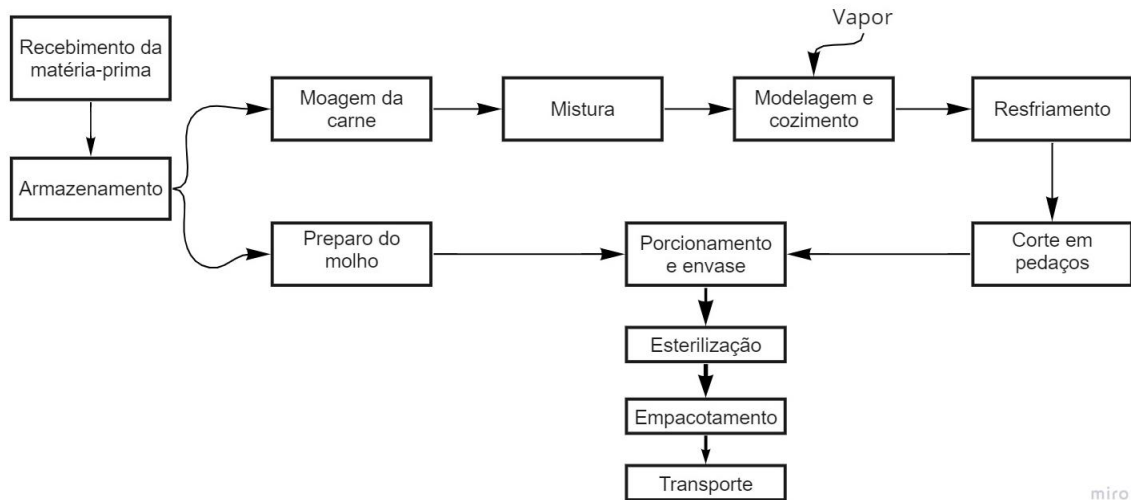 Vapor
Recebimento da
matéria-prima
Moagem da
carne
Mistura
Modelagem e
cozimento
Resfriamento
Armazenamento
Preparo do
molho
Porcionamento
e envase
Corte em
pedaços
Esterilização
Empacotamento
Transporte
miro